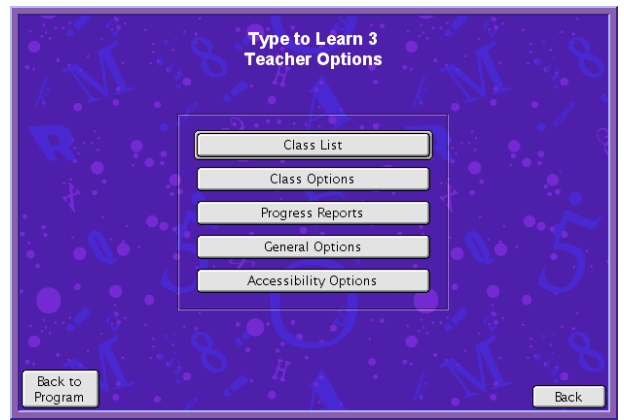 Type to Learn 3
Teacher Options
Class List
Class Options
Progress Reports
General Options
Accessibility Options
Back to
Program
Back